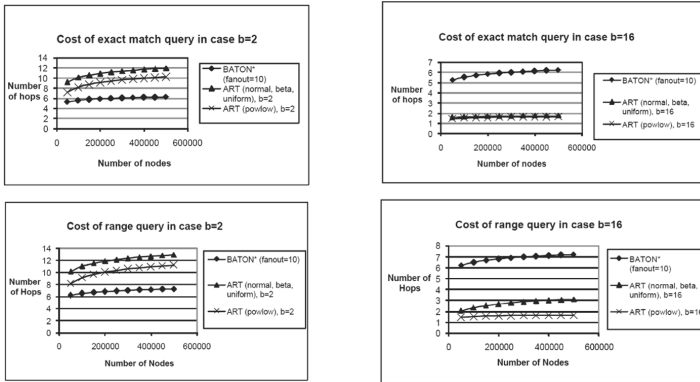 Cost of exact match query in case b=2
14
12
10
8
6
4
2
0
Number
of hops
0 200000 400000 600000
Number of nodes
BATON* (fanout=10)
ART (normal, beta, uniform), b=2
ART (powlow), b=2
Cost of exact match query in case b=16
7
6
5
4
3
2
1
0
Number
of hops
0 200000 400000 600000
Number of nodes
BATON* (fanout=10)
ART (normal, beta, uniform), b=16
ART (powlow), b=16
Cost of range query in case b=2
14
12
10
8
6
4
2
0
Number
of Hops
0 200000 400000 600000
Number of Nodes
BATON* (fanout=10)
ART (normal, beta,
uniform), b=2
ART (powlow), b=2
Cost of range query in case b=16
8
7
6
5
4
3
2
1
0
Number of
Hops
0 200000 400000 600000
Number of Nodes
BATON*
(fanout=10)
ART (normal, beta,
uniform), b=16
ART (powlow), b=16